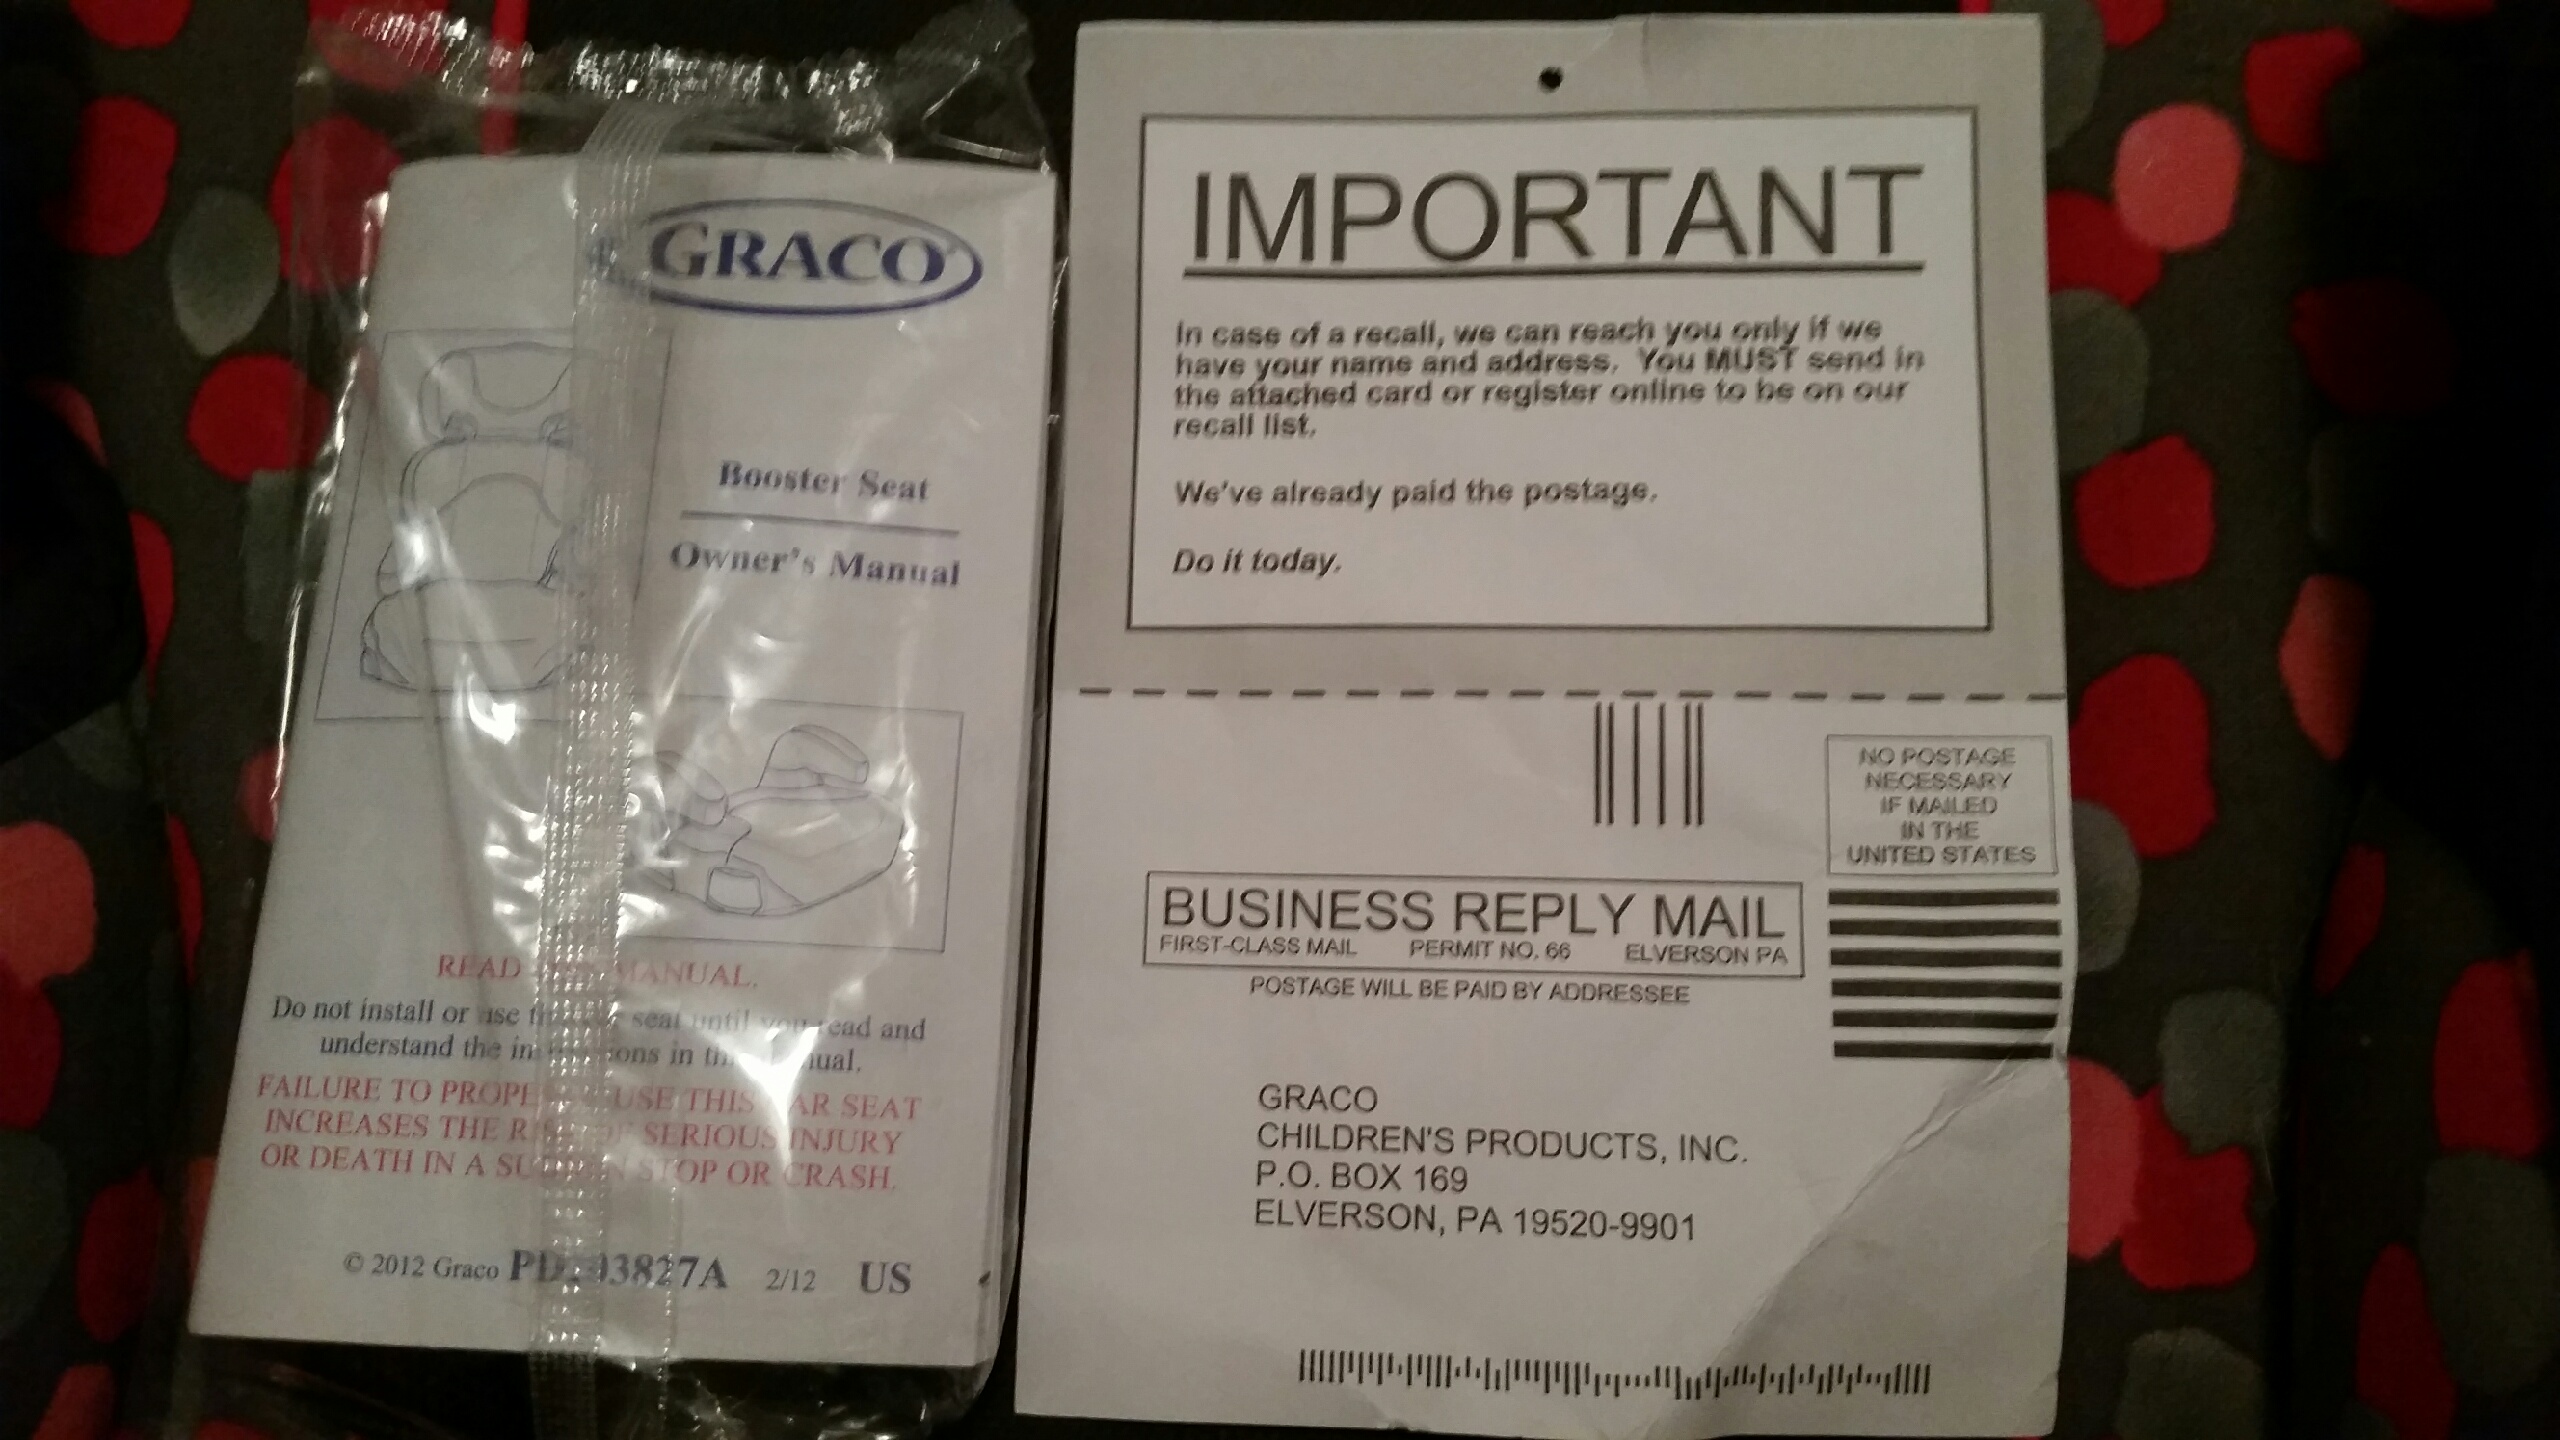 GRACO
Booster Seat
Owner's Manual
READ MANUAL.
Do not install or use seat until you read and
understand the in this
FAILURE TO USE THIS CAR SEAT
INCREASES THE SERIOUS INJURY
OR DEATH IN A SUDDEN STOP OR CRASH.
© 2012 Graco 2/12 US
IMPORTANT
In case of a recall, we can reach you only if we
have your name and address. You MUST send in
the attached card or register online to be on our
recall list.
We've already paid the postage.
Do it today.
NO POSTAGE
NECESSARY
IF MAILED
IN THE
UNITED STATES
BUSINESS REPLY MAIL
FIRST-CLASS MAIL PERMIT NO. 66 ELVERSON PA
POSTAGE WILL BE PAID BY ADDRESSEE
GRACO
CHILDREN'S PRODUCTS, INC.
P.O. BOX 169
ELVERSON, PA 19520-9901